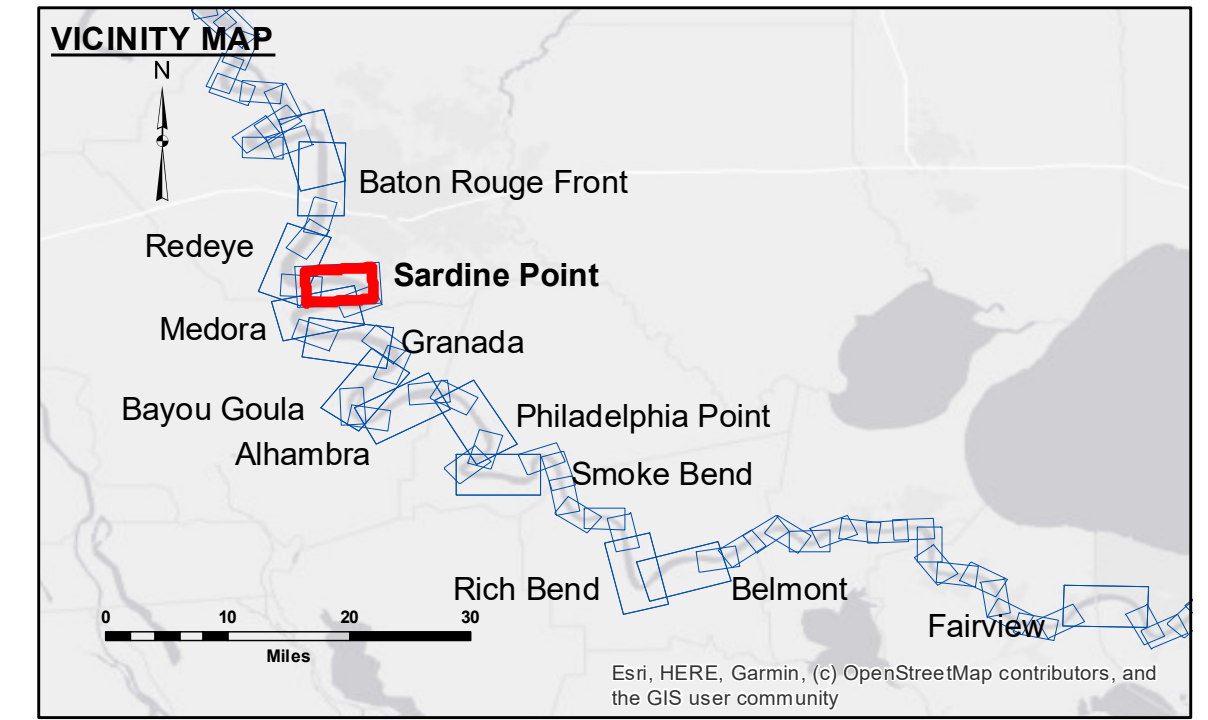 VICINITY MAP
N
Baton Rouge Front
Redeye
Sardine Point
Medora
Granada
Bayou Goula
Philadelphia Point
Alhambra
Smoke Bend
Rich Bend
Belmont
Fairview
0 10 20 30
Miles
Esri, HERE, Garmin, (c) OpenStreetMap contributors, and
the GIS user community